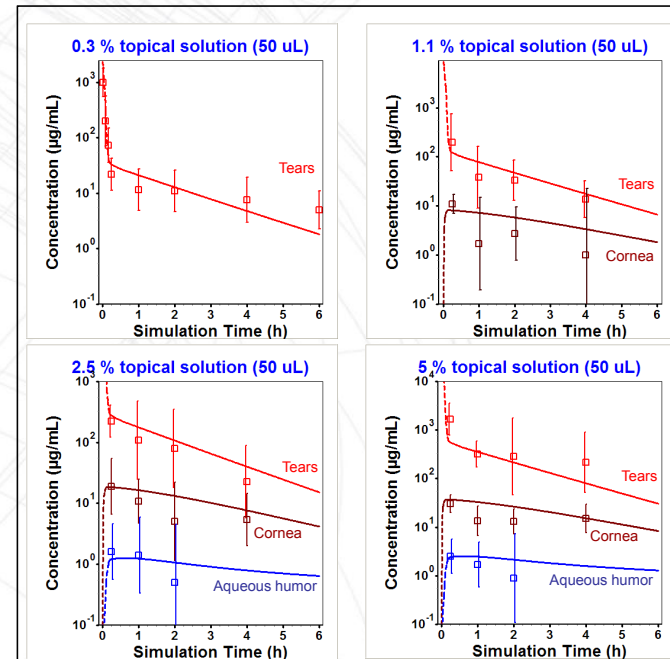 0.3 % topical solution (50 uL)
Concentration (µg/mL)
10³
10²
10¹
10⁰
10⁻¹
Tears
0 1 2 3 4 5 6
Simulation Time (h)
1.1 % topical solution (50 uL)
Concentration (µg/mL)
10³
10²
10¹
10⁰
10⁻¹
Tears
Cornea
0 1 2 3 4 5 6
Simulation Time (h)
2.5 % topical solution (50 uL)
Concentration (µg/mL)
10³
10²
10¹
10⁰
10⁻¹
Tears
Cornea
Aqueous humor
0 1 2 3 4 5 6
Simulation Time (h)
5 % topical solution (50 uL)
Concentration (µg/mL)
10⁴
10³
10²
10¹
10⁰
10⁻¹
Tears
Cornea
Aqueous humor
0 1 2 3 4 5 6
Simulation Time (h)